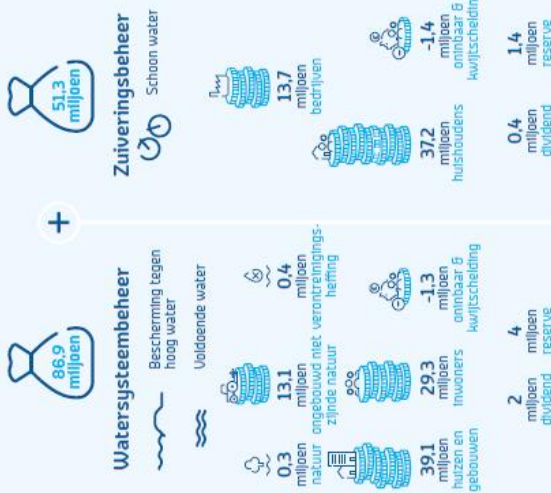 86,9
miljoen
+
51,3
miljoen
Watersysteembeheer
Bescherming tegen
hoog water
Voldoende water
0,3
miljoen
natuur
13,1
miljoen
ongebouwd niet
zijnde natuur
0,4
miljoen
verontreinigings-
heffing
39,1
miljoen
huizen en
gebouwen
29,3
miljoen
inwoners
-1,3
miljoen
oninbaar &
kwijtschelding
2
miljoen
dividend
4
miljoen
reserve
Zuiveringsbeheer
Schoon water
13,7
miljoen
bedrijven
37,2
miljoen
huishoudens
-1,4
miljoen
oninbaar &
kwijtschelding
0,4
miljoen
dividend
1,4
miljoen
reserve